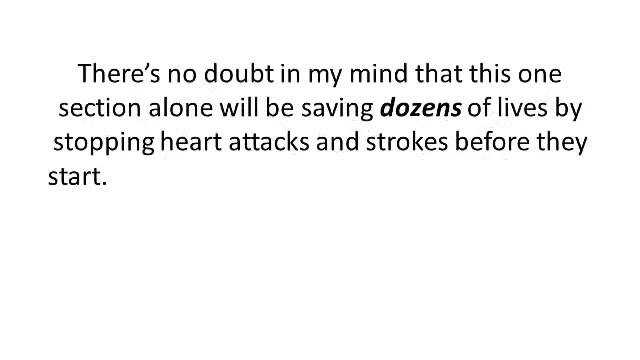 There’s no doubt in my mind that this one
section alone will be saving dozens of lives by
stopping heart attacks and strokes before they
start.